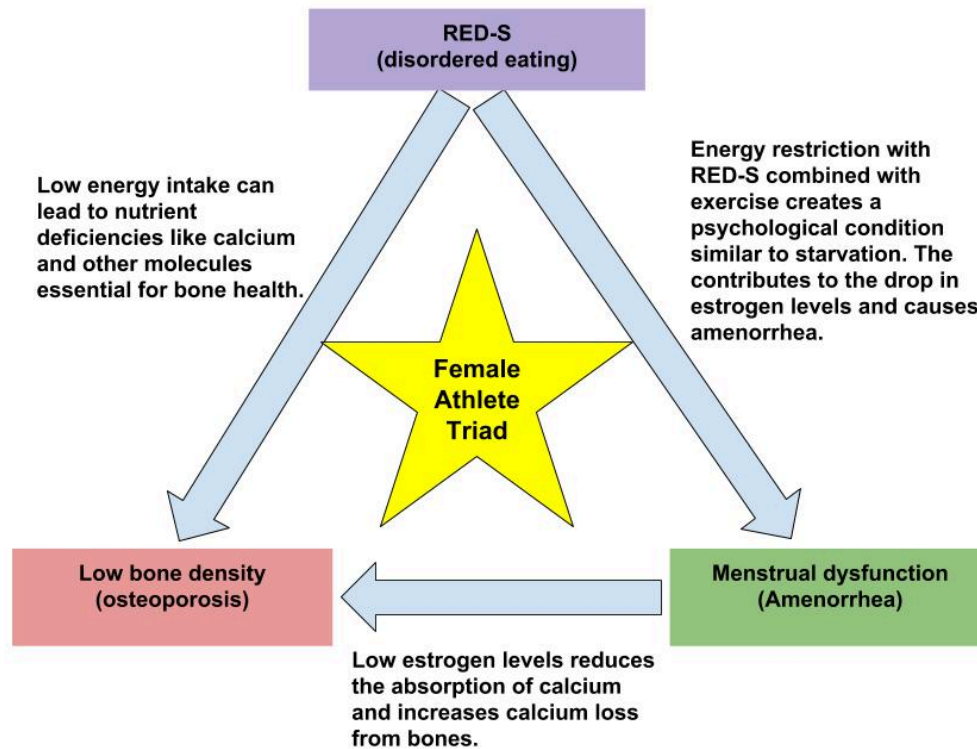 RED-S
(disordered eating)
Low energy intake can
lead to nutrient
deficiencies like calcium
and other molecules
essential for bone health.
Energy restriction with
RED-S combined with
exercise creates a
psychological condition
similar to starvation. The
contributes to the drop in
estrogen levels and causes
amenorrhea.
Female
Athlete
Triad
Low bone density
(osteoporosis)
Menstrual dysfunction
(Amenorrhea)
Low estrogen levels reduces
the absorption of calcium
and increases calcium loss
from bones.